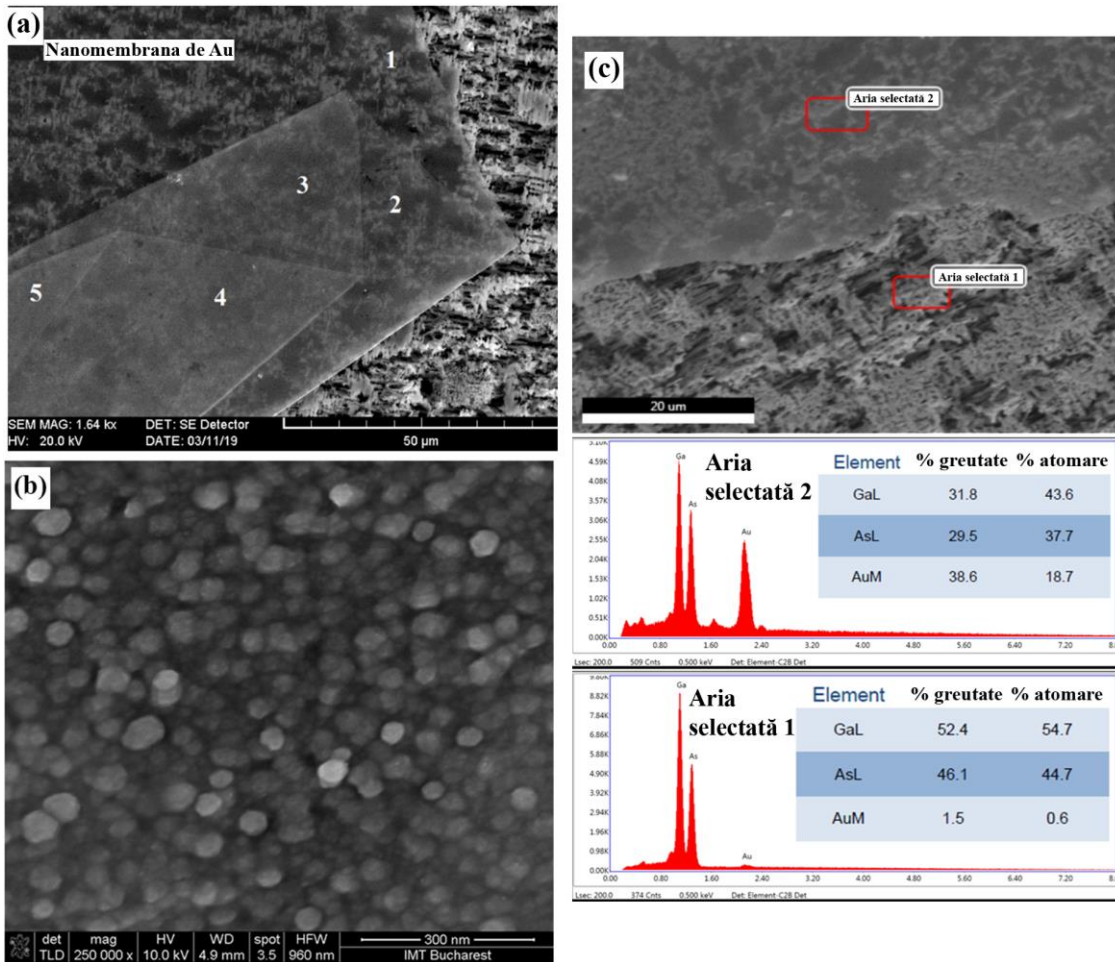 (a)
Nanomembrana de Au
1
3
2
5
4
SEM MAG: 1.64 kx DET: SE Detector
HV: 20.0 kV DATE: 03/11/19 50 µm
(b)
det mag HV WD spot HFW 300 nm
TLD 250 000 x 10.0 kV 4.9 mm 3.5 960 nm IMT Bucharest
(c)
Aria selectată 2
Aria selectată 1
20 um
Aria
selectată 2
Element % greutate % atomare
GaL 31.8 43.6
AsL 29.5 37.7
AuM 38.6 18.7
Ga
As
Au
4.59K
4.08K
3.57K
3.06K
2.55K
2.04K
1.53K
1.02K
0.51K
0.00K
0.00 0.80 1.60 2.40 3.20 4.00 4.80 5.60 6.40 7.20
Lsec: 200.0 509 Cnts 0.500 keV Det: Element-C2B Det
Aria
selectată 1
Element % greutate % atomare
GaL 52.4 54.7
AsL 46.1 44.7
AuM 1.5 0.6
Ga
As
Au
8.82K
7.84K
6.86K
5.88K
4.90K
3.92K
2.94K
1.96K
0.98K
0.00K
0.00 0.80 1.60 2.40 3.20 4.00 4.80 5.60 6.40 7.20
Lsec: 200.0 374 Cnts 0.500 keV Det: Element-C2B Det